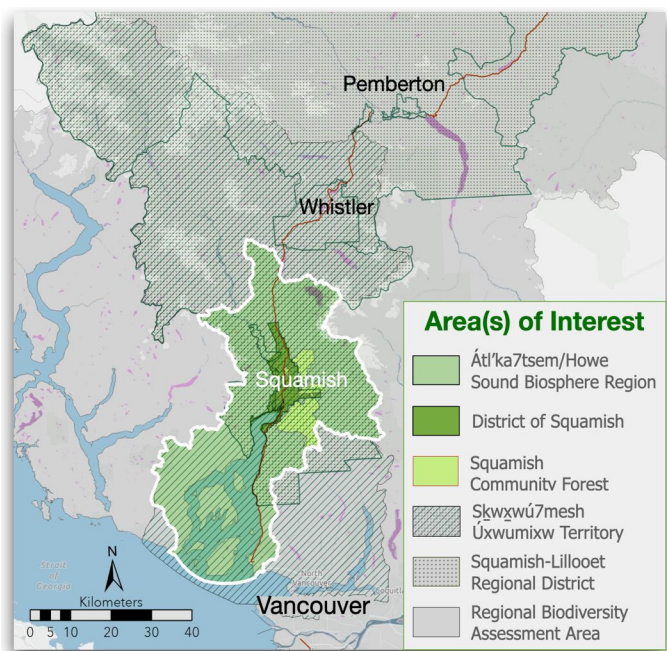 Pemberton
Whistler
Area(s) of Interest
Átl'ka7tsem/Howe
Sound Biosphere Region
Squamish
District of Squamish
Squamish
Community Forest
Sḵwx̱wú7mesh
Úxwumixw Territory
Squamish-Lillooet
Regional District
Regional Biodiversity
Assessment Area
Strait of
Georgia
N
Kilometers
0 5 10 20 30 40
North
Vancouver
Vancouver